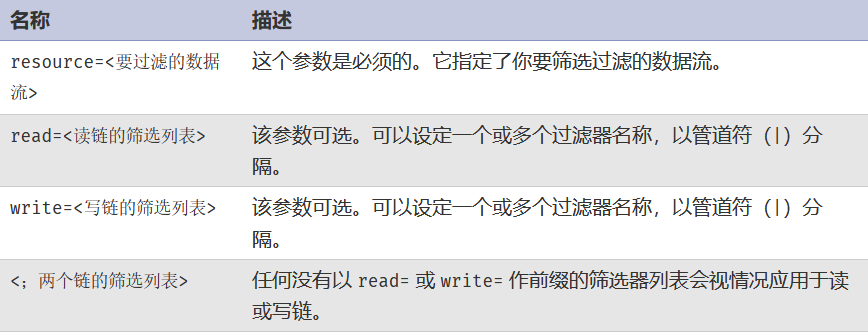 名称 描述
resource=<要过滤的数据 这个参数是必须的。它指定了你要筛选过滤的数据流。
流>
read=<读链的筛选列表> 该参数可选。可以设定一个或多个过滤器名称，以管道符（|）分
隔。
write=<写链的筛选列表> 该参数可选。可以设定一个或多个过滤器名称，以管道符（|）分
隔。
<；两个链的筛选列表> 任何没有以 read= 或 write= 作前缀的筛选器列表会视情况应用于读
或写链。